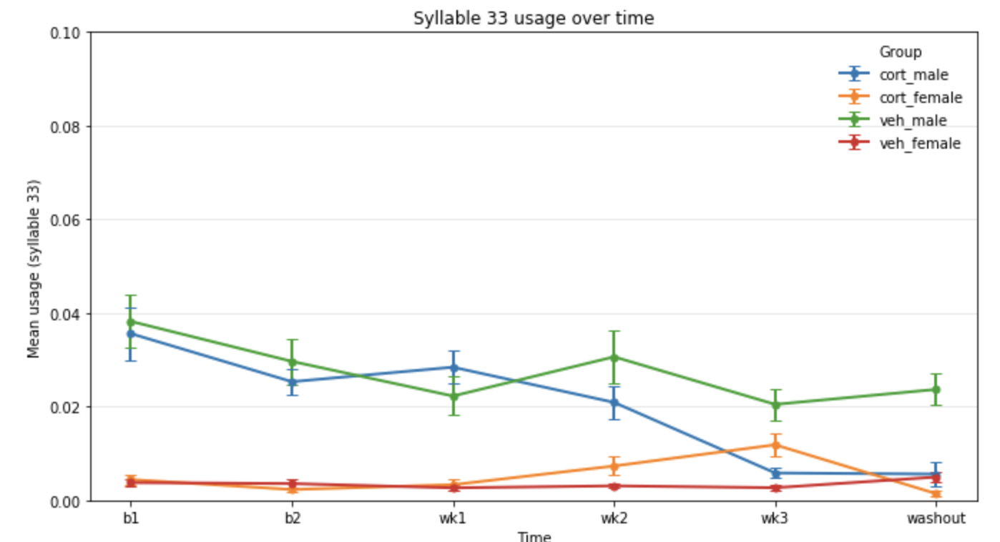 Syllable 33 usage over time
Group
cort_male
cort_female
veh_male
veh_female
Mean usage (syllable 33)
0.10
0.08
0.06
0.04
0.02
0.00
b1 b2 wk1 wk2 wk3 washout
Time